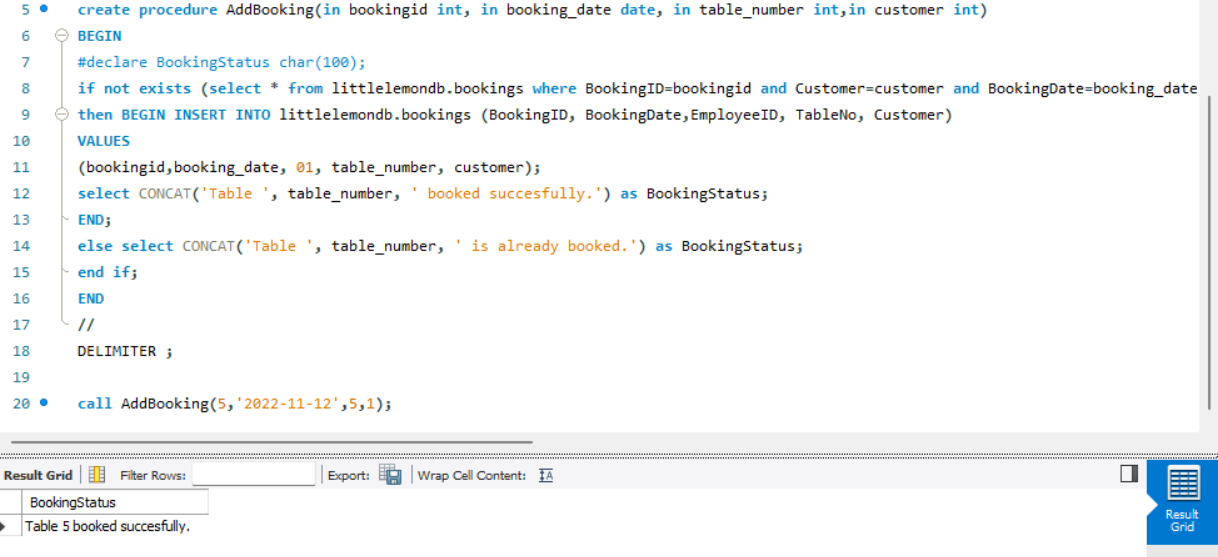 5 create procedure AddBooking(in bookingid int, in booking_date date, in table_number int,in customer int)
6 BEGIN
7 #declare BookingStatus char(100);
8 if not exists (select * from littlelemondb.bookings where BookingID=bookingid and Customer=customer and BookingDate=booking_date
9 then BEGIN INSERT INTO littlelemondb.bookings (BookingID, BookingDate,EmployeeID, TableNo, Customer)
10 VALUES
11 (bookingid,booking_date, 01, table_number, customer);
12 select CONCAT('Table ', table_number, ' booked succesfully.') as BookingStatus;
13 END;
14 else select CONCAT('Table ', table_number, ' is already booked.') as BookingStatus;
15 end if;
16 END
17 //
18 DELIMITER ;
19
20 call AddBooking(5,'2022-11-12',5,1);
Result Grid Filter Rows: Export: Wrap Cell Content: IA
BookingStatus
Table 5 booked succesfully.
Result
Grid